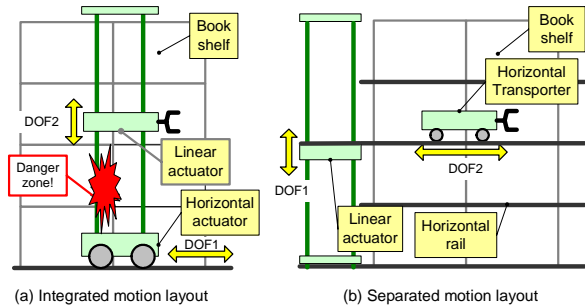 Book
shelf
DOF2
Linear
actuator
Danger
zone!
Horizontal
actuator
DOF1
(a) Integrated motion layout
Book
shelf
Horizontal
Transporter
DOF2
DOF1
Linear
actuator
Horizontal
rail
(b) Separated motion layout